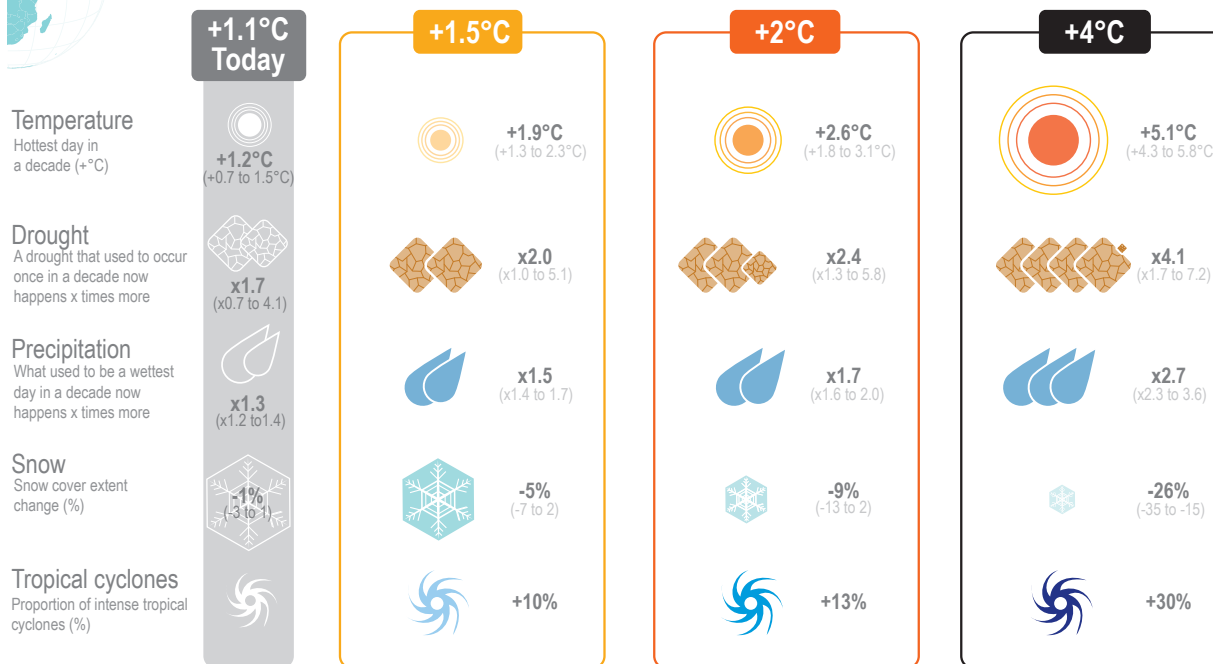 +1.1°C
Today
+1.5°C
+2°C
+4°C
Temperature
Hottest day in
a decade (+°C)
+1.2°C
(+0.7 to 1.5°C)
+1.9°C
(+1.3 to 2.3°C)
+2.6°C
(+1.8 to 3.1°C)
+5.1°C
(+4.3 to 5.8°C
Drought
A drought that used to occur
once in a decade now
happens x times more
x1.7
(x0.7 to 4.1)
x2.0
(x1.0 to 5.1)
x2.4
(x1.3 to 5.8)
x4.1
(x1.7 to 7.2)
Precipitation
What used to be a wettest
day in a decade now
happens x times more
x1.3
(x1.2 to1.4)
x1.5
(x1.4 to 1.7)
x1.7
(x1.6 to 2.0)
x2.7
(x2.3 to 3.6)
Snow
Snow cover extent
change (%)
-1%
(-3 to 1)
-5%
(-7 to 2)
-9%
(-13 to 2)
-26%
(-35 to -15)
Tropical cyclones
Proportion of intense tropical
cyclones (%)
+10%
+13%
+30%